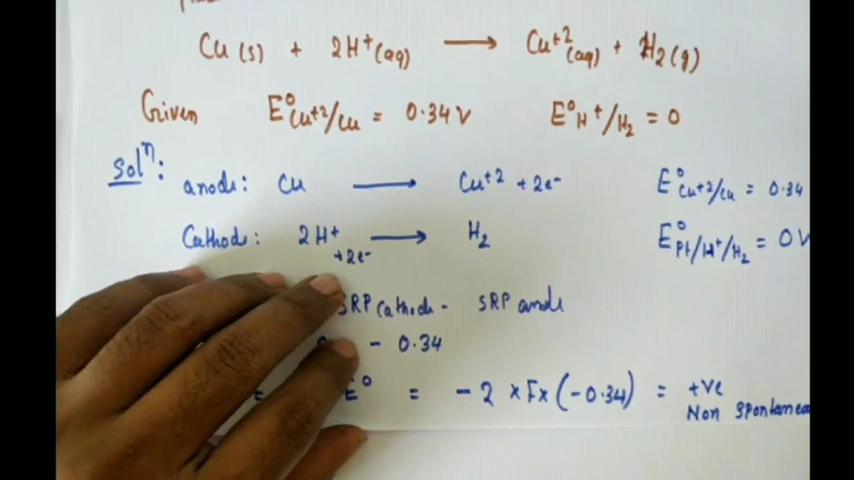 Cu(s) + 2H+(aq) ⟶ Cu+2(aq) + H2(g)
Given E°Cu+2/Cu = 0.34V E°H+/H2 = 0
Solⁿ:
anode: Cu ⟶ Cu+2 + 2e- E°Cu+2/Cu = 0.34
Cathode: 2H+ +2e- ⟶ H2 E°Pt/H+/H2 = 0V
SRP Cathode - SRP anode
- 0.34
= E° = -2 × F × (-0.34) = +ve
Non